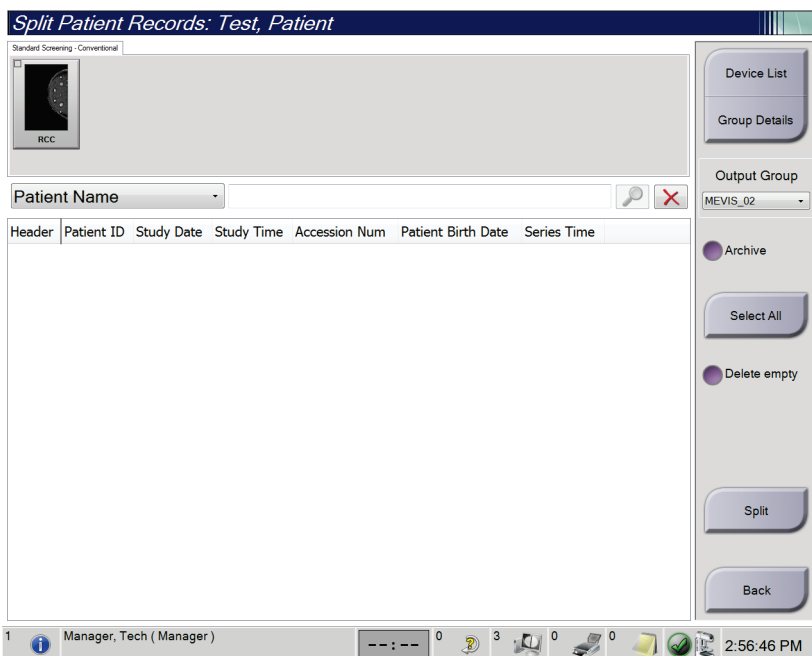 Split Patient Records: Test, Patient
Standard Screening - Conventional
RCC
Patient Name
Header Patient ID Study Date Study Time Accession Num Patient Birth Date Series Time
Device List
Group Details
Output Group
MEVIS_02
Archive
Select All
Delete empty
Split
Back
1 Manager, Tech ( Manager ) --:-- 0 3 0 0 2:56:46 PM